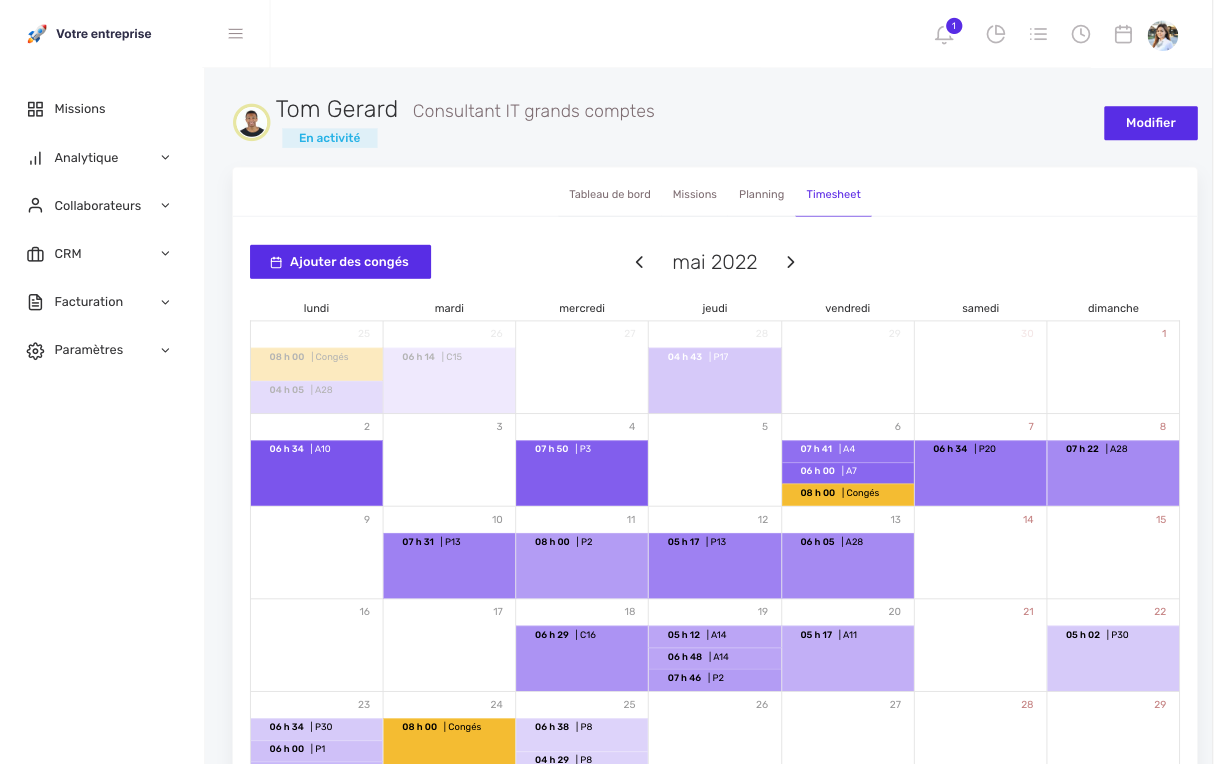 Votre entreprise
1
Missions
Analytique
Collaborateurs
CRM
Facturation
Paramètres
Tom Gerard Consultant IT grands comptes
En activité
Modifier
Tableau de bord Missions Planning Timesheet
Ajouter des congés
mai 2022
lundi mardi mercredi jeudi vendredi samedi dimanche
25 26 27 28 29 30 1
08 h 00 | Congés 06 h 14 | C15 04 h 43 | P17
04 h 05 | A28
2 3 4 5 6 7 8
06 h 34 | A10 07 h 50 | P3 07 h 41 | A4 06 h 34 | P20 07 h 22 | A28
06 h 00 | A7
08 h 00 | Congés
9 10 11 12 13 14 15
07 h 31 | P13 08 h 00 | P2 05 h 17 | P13 06 h 05 | A28
16 17 18 19 20 21 22
06 h 29 | C16 05 h 12 | A14 05 h 17 | A11 05 h 02 | P30
06 h 48 | A14
07 h 46 | P2
23 24 25 26 27 28 29
06 h 34 | P30 08 h 00 | Congés 06 h 38 | P8
06 h 00 | P1
04 h 29 | P8